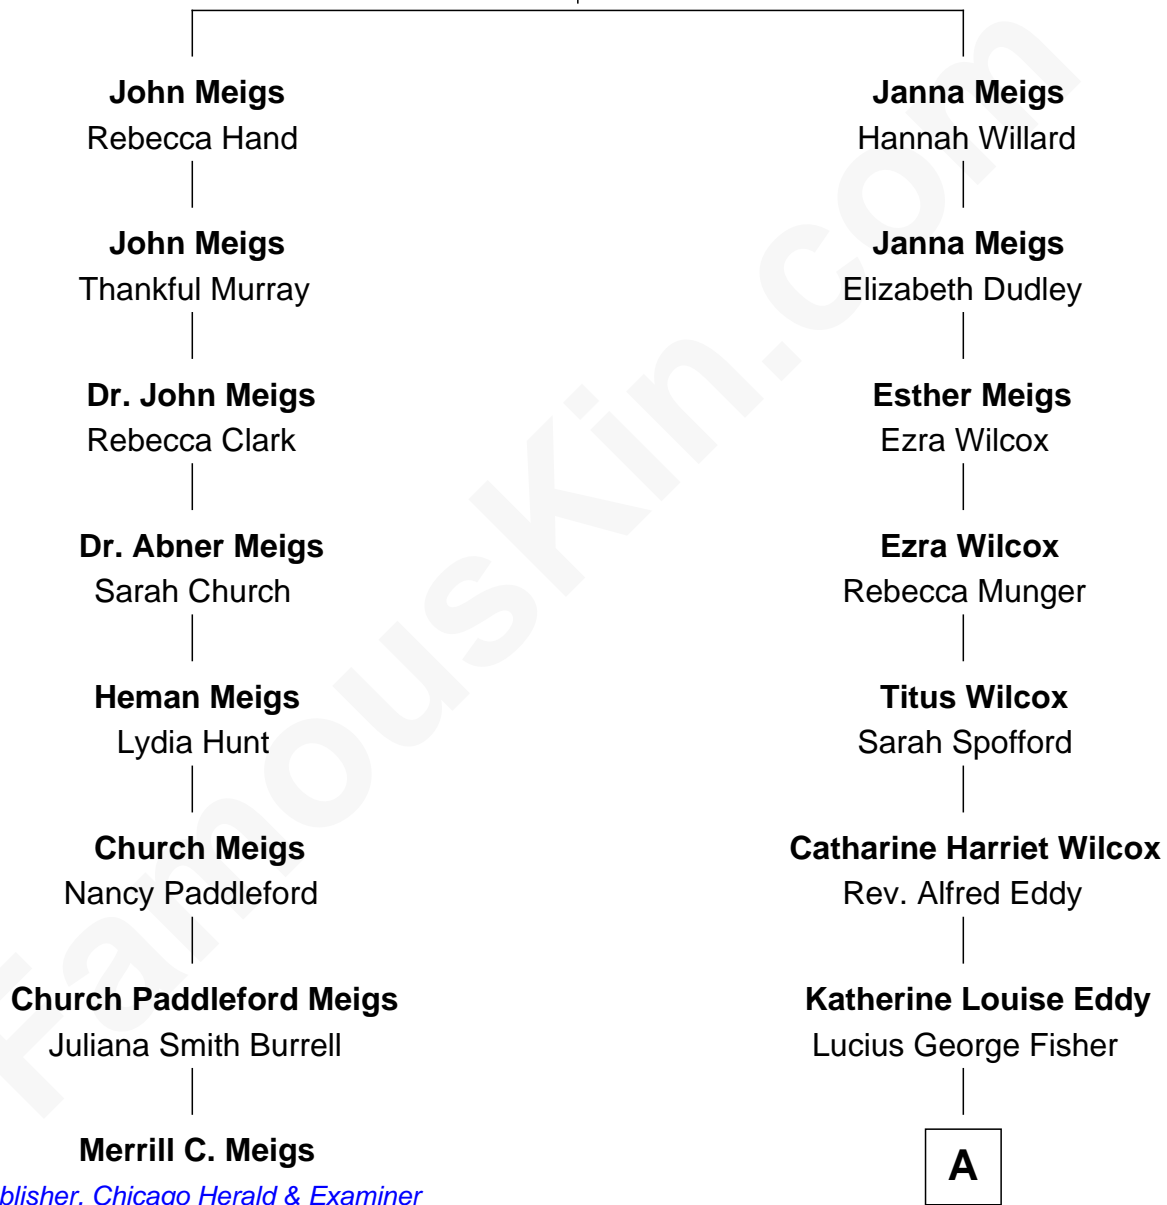 John Meigs
Rebecca Hand
John Meigs
Thankful Murray
Dr. John Meigs
Rebecca Clark
Dr. Abner Meigs
Sarah Church
Heman Meigs
Lydia Hunt
Church Meigs
Nancy Paddleford
Church Paddleford Meigs
Juliana Smith Burrell
Merrill C. Meigs
blisher, Chicago Herald & Examiner
Janna Meigs
Hannah Willard
Janna Meigs
Elizabeth Dudley
Esther Meigs
Ezra Wilcox
Ezra Wilcox
Rebecca Munger
Titus Wilcox
Sarah Spofford
Catharine Harriet Wilcox
Rev. Alfred Eddy
Katherine Louise Eddy
Lucius George Fisher
A
FamousKin.com